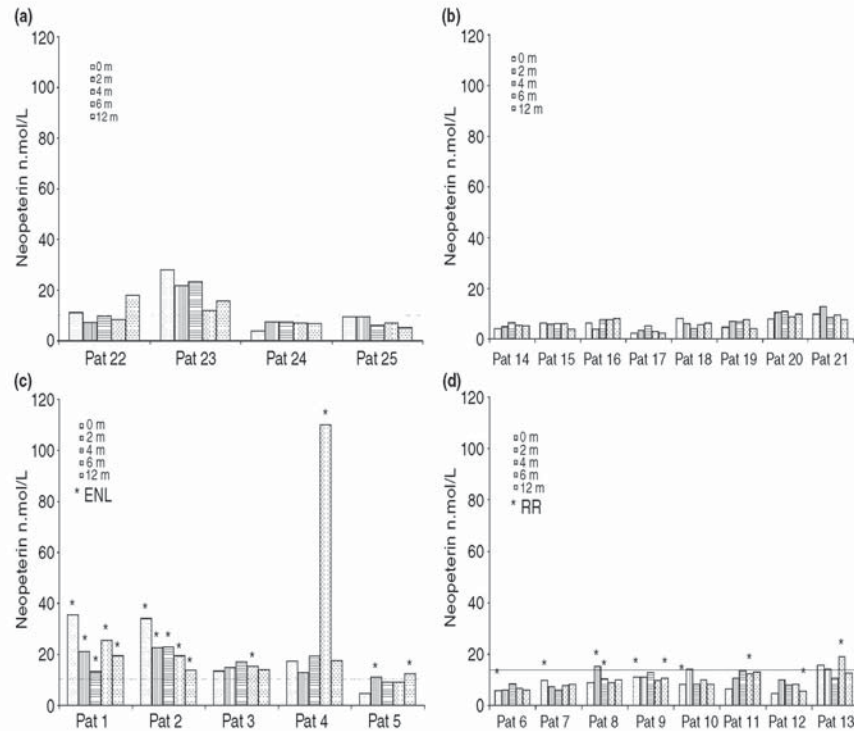 (a)
120
100
80
60
40
20
0
Neopeterin n.mol/L
0 m
2 m
4 m
6 m
12 m
Pat 22 Pat 23 Pat 24 Pat 25
(b)
120
100
80
60
40
20
0
Neopeterin n.mol/L
0 m
2 m
4 m
6 m
12 m
Pat 14 Pat 15 Pat 16 Pat 17 Pat 18 Pat 19 Pat 20 Pat 21
(c)
120
100
80
60
40
20
0
Neopeterin n.mol/L
0 m
2 m
4 m
6 m
12 m
* ENL
* * * * * * * * * * * * * *
Pat 1 Pat 2 Pat 3 Pat 4 Pat 5
(d)
120
100
80
60
40
20
0
Neopeterin n.mol/L
0 m
2 m
4 m
6 m
12 m
* RR
* * * * * * * * * *
Pat 6 Pat 7 Pat 8 Pat 9 Pat 10 Pat 11 Pat 12 Pat 13